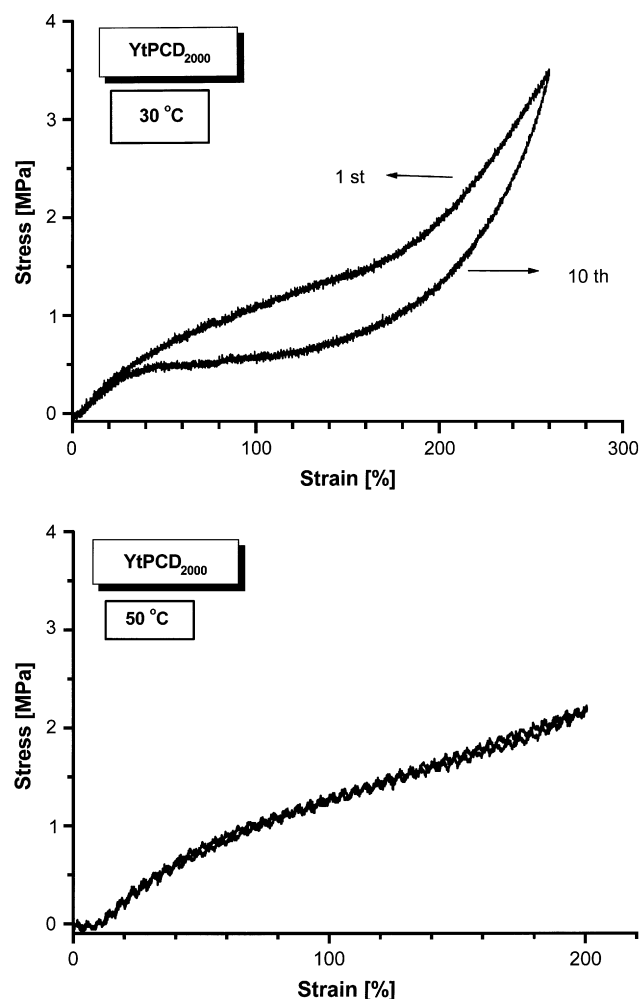 YtPCD2000
30 °C
4
3
2
1
0
Stress [MPa]
1 st
10 th
0
100
200
300
Strain [%]
YtPCD2000
50 °C
4
3
2
1
0
Stress [MPa]
0
100
200
Strain [%]